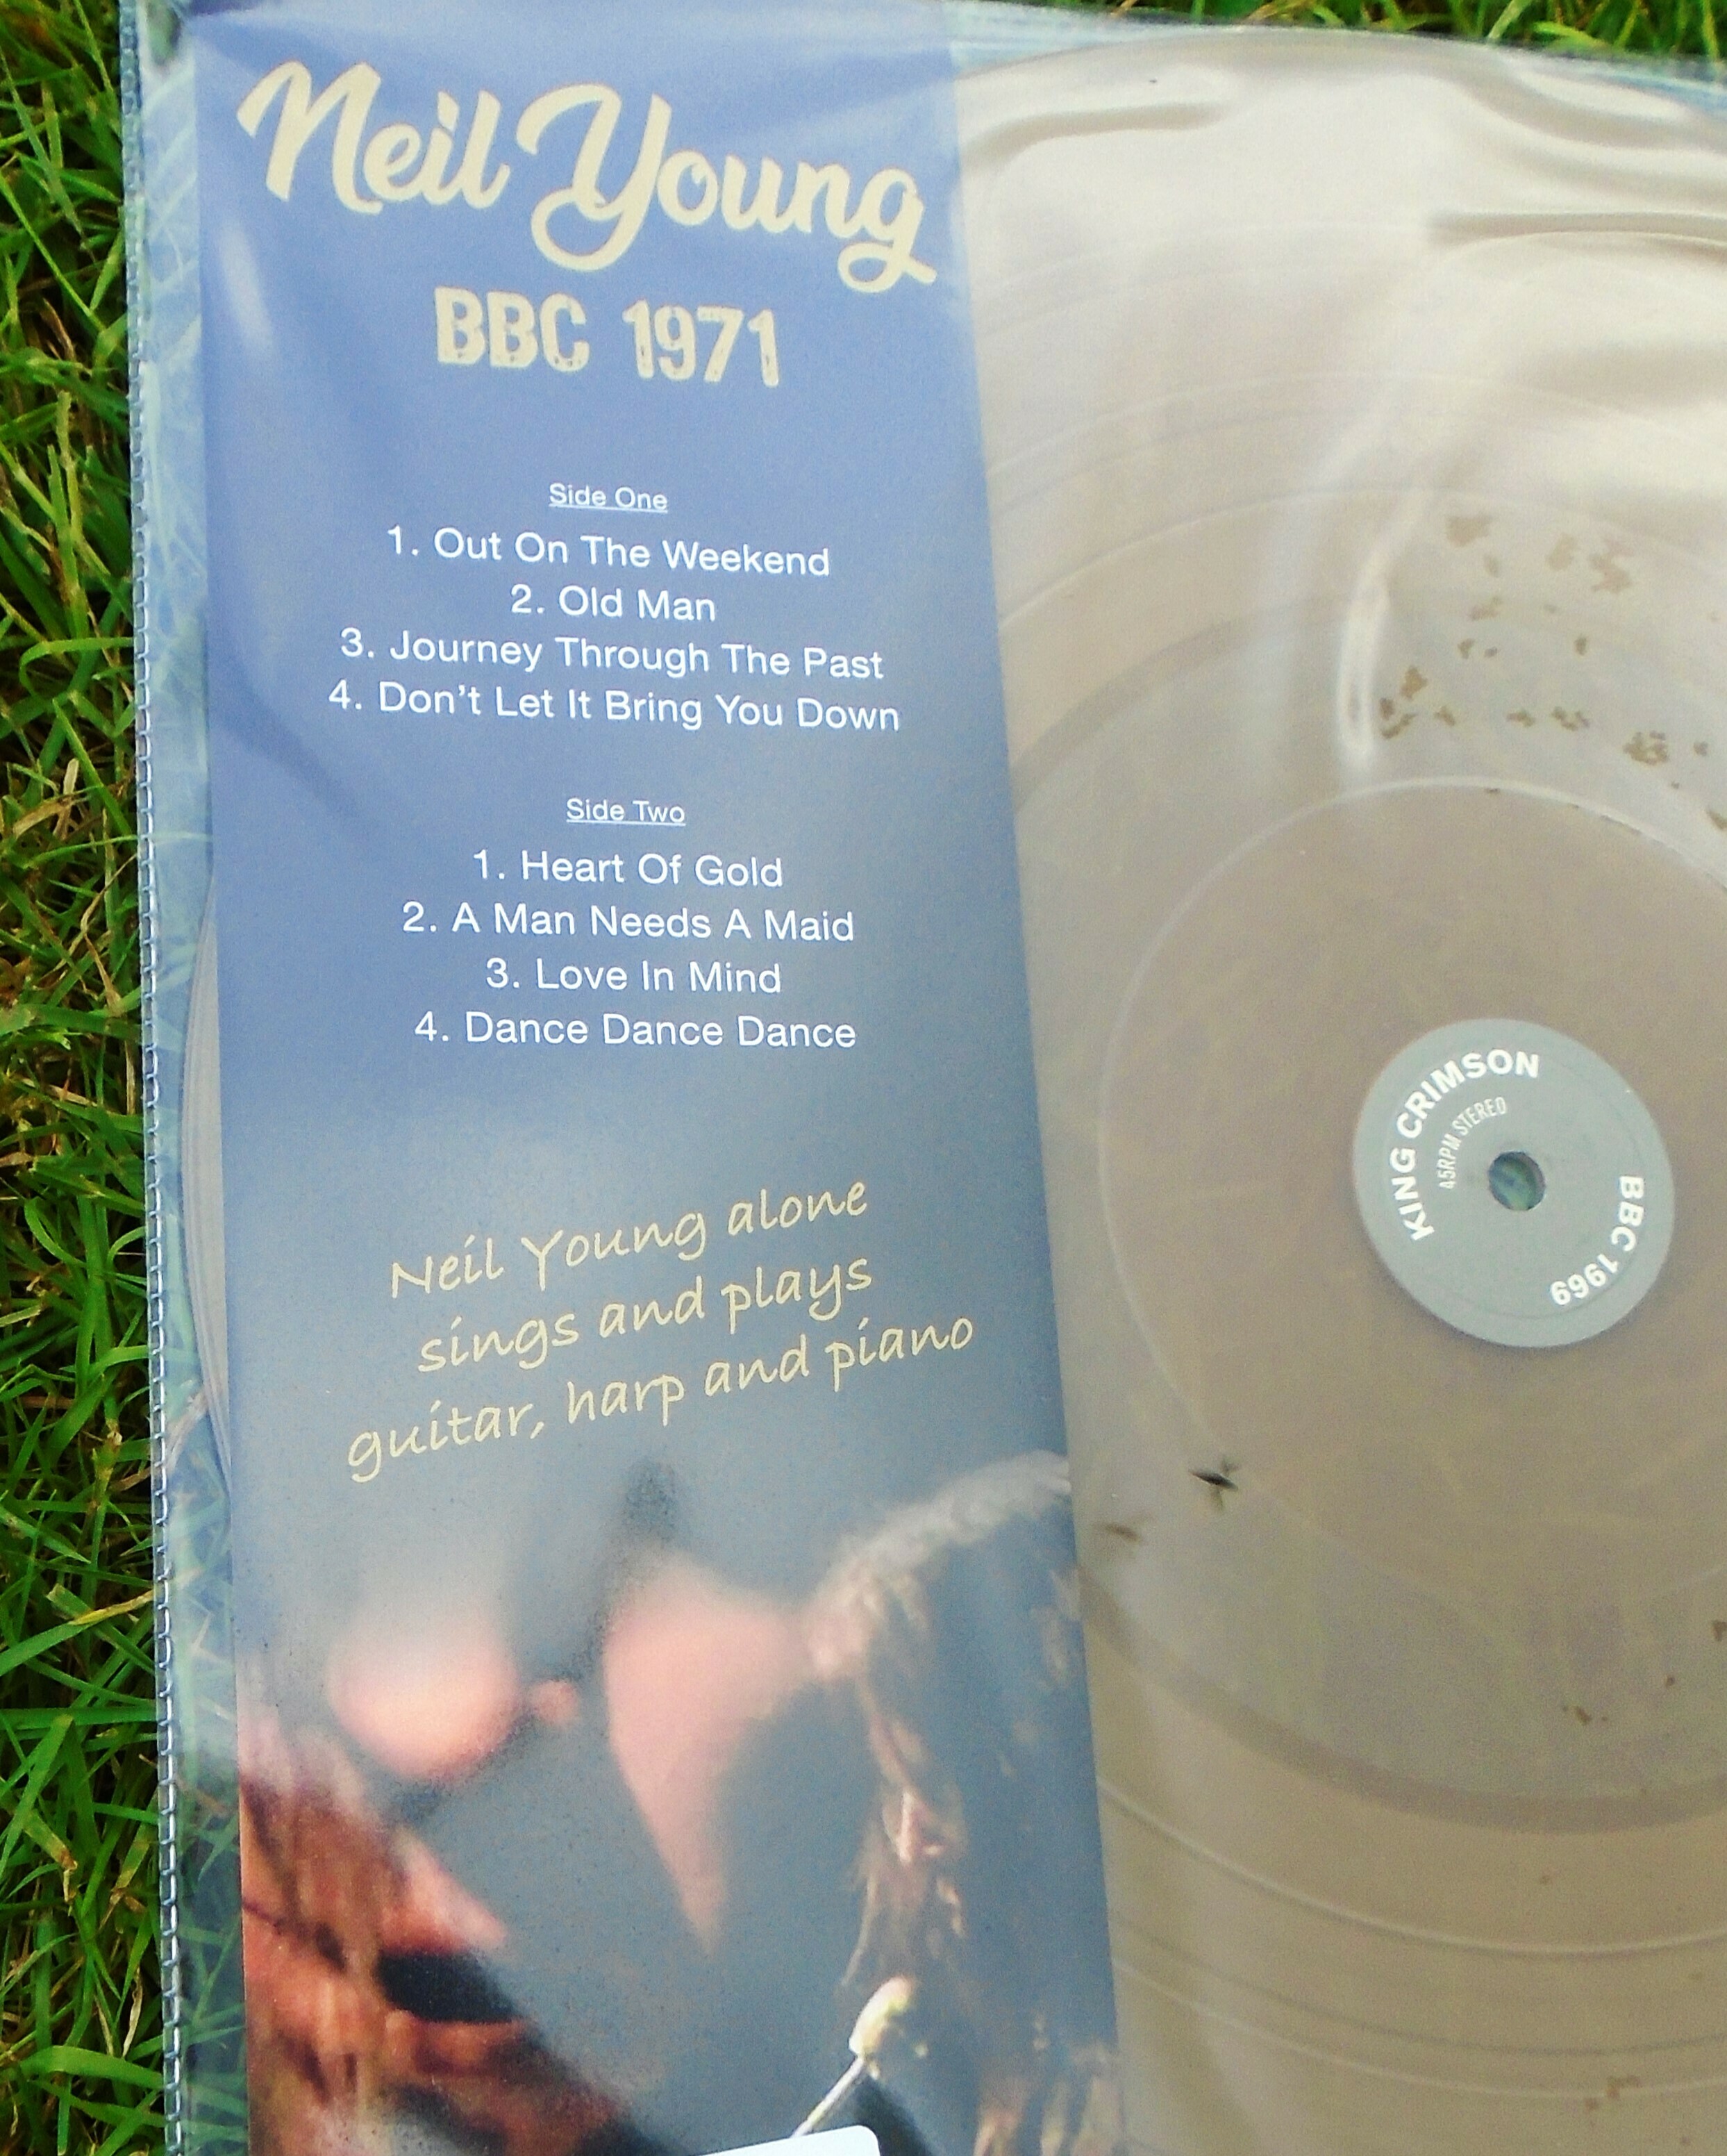 Neil Young
BBC 1971
Side One
1. Out On The Weekend
2. Old Man
3. Journey Through The Past
4. Don't Let It Bring You Down
Side Two
1. Heart Of Gold
2. A Man Needs A Maid
3. Love In Mind
4. Dance Dance Dance
Neil Young alone
sings and plays
guitar, harp and piano
KING CRIMSON
45RPM STEREO
BBC 1969